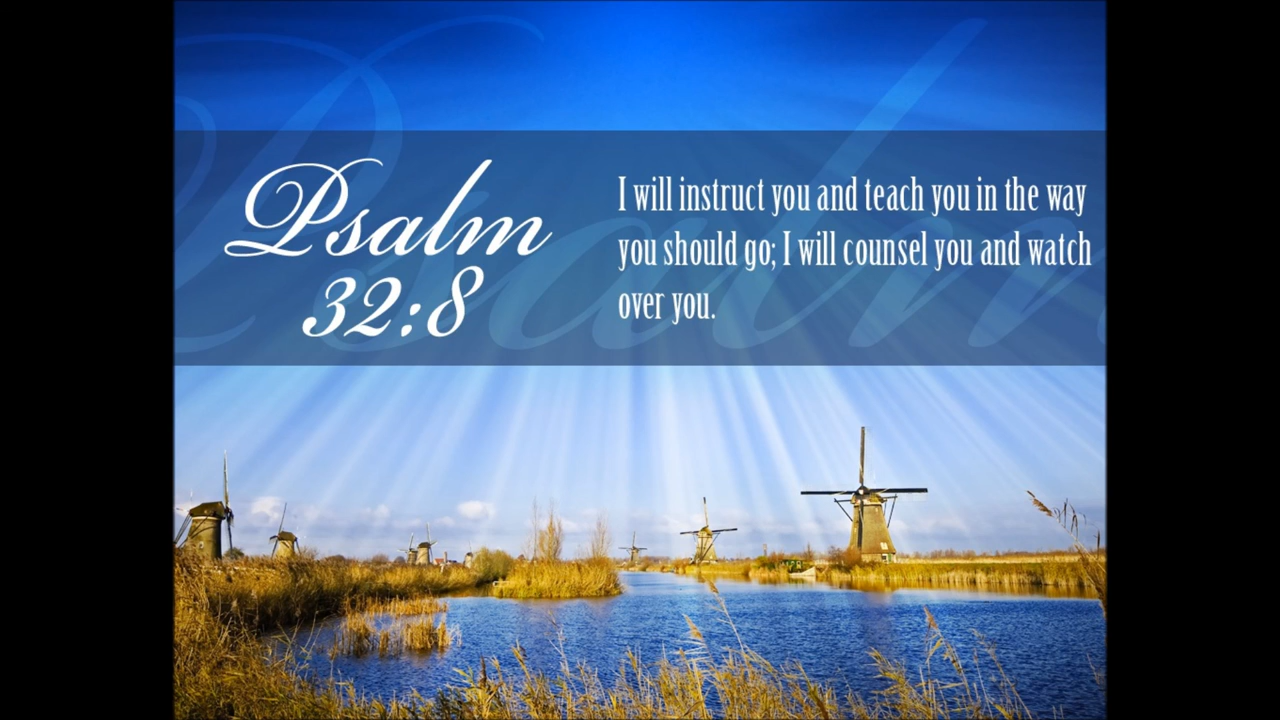 Psalm
32:8
I will instruct you and teach you in the way
you should go; I will counsel you and watch
over you.